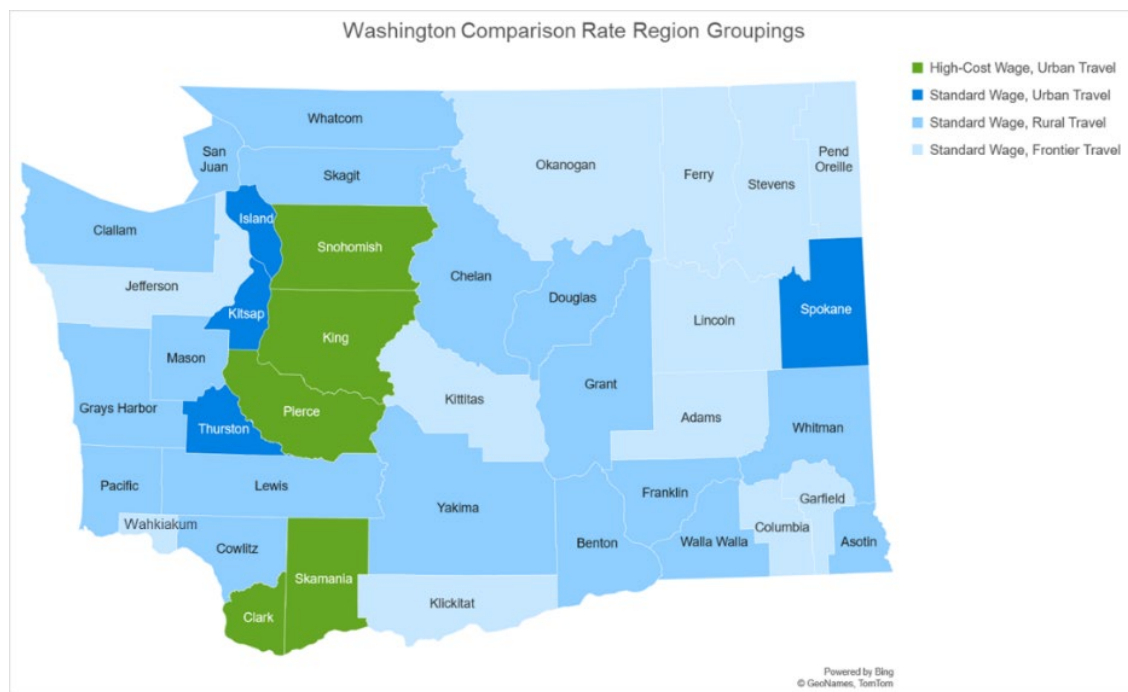 Washington Comparison Rate Region Groupings
High-Cost Wage, Urban Travel
Standard Wage, Urban Travel
Standard Wage, Rural Travel
Standard Wage, Frontier Travel
Whatcom
San
Juan
Skagit
Okanogan
Ferry
Stevens
Pend
Oreille
Clallam
Island
Snohomish
Chelan
Jefferson
Kitsap
King
Douglas
Lincoln
Spokane
Mason
Grays Harbor
Pierce
Kittitas
Grant
Adams
Whitman
Thurston
Pacific
Lewis
Yakima
Franklin
Garfield
Wahkiakum
Cowlitz
Benton
Walla Walla
Columbia
Asotin
Skamania
Clark
Klickitat
Powered by Bing
© GeoNames, TomTom